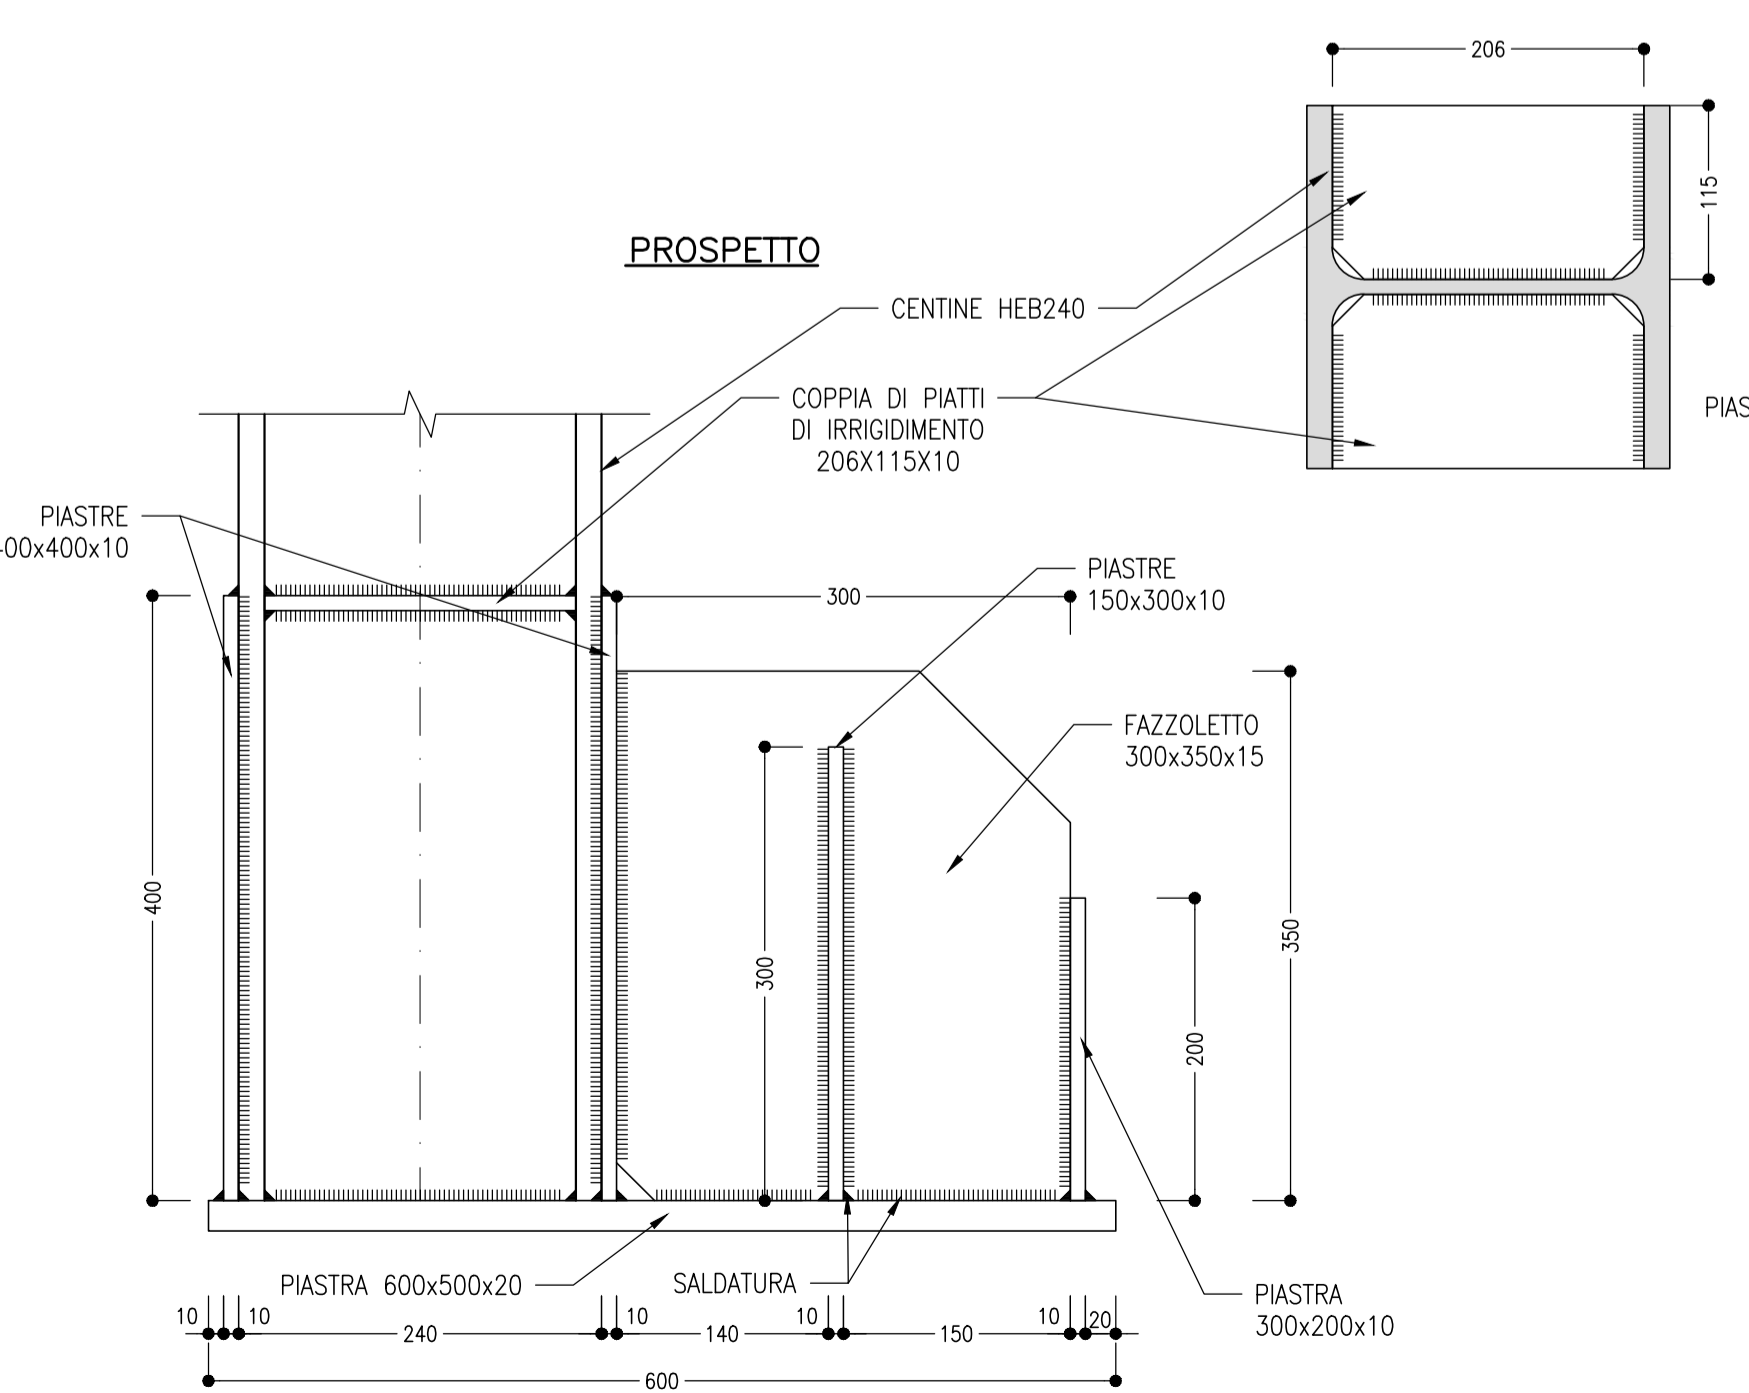 206
115
PROSPETTO
CENTINE HEB240
COPPIA DI PIATTI
DI IRRIGIDIMENTO
206X115X10
PIAS
PIASTRE
00x400x10
PIASTRE
150x300x10
300
FAZZOLETTO
300x350x15
400
300
350
200
PIASTRA 600x500x20
SALDATURA
PIASTRA
300x200x10
10
10
10
10
10
20
240
140
150
600